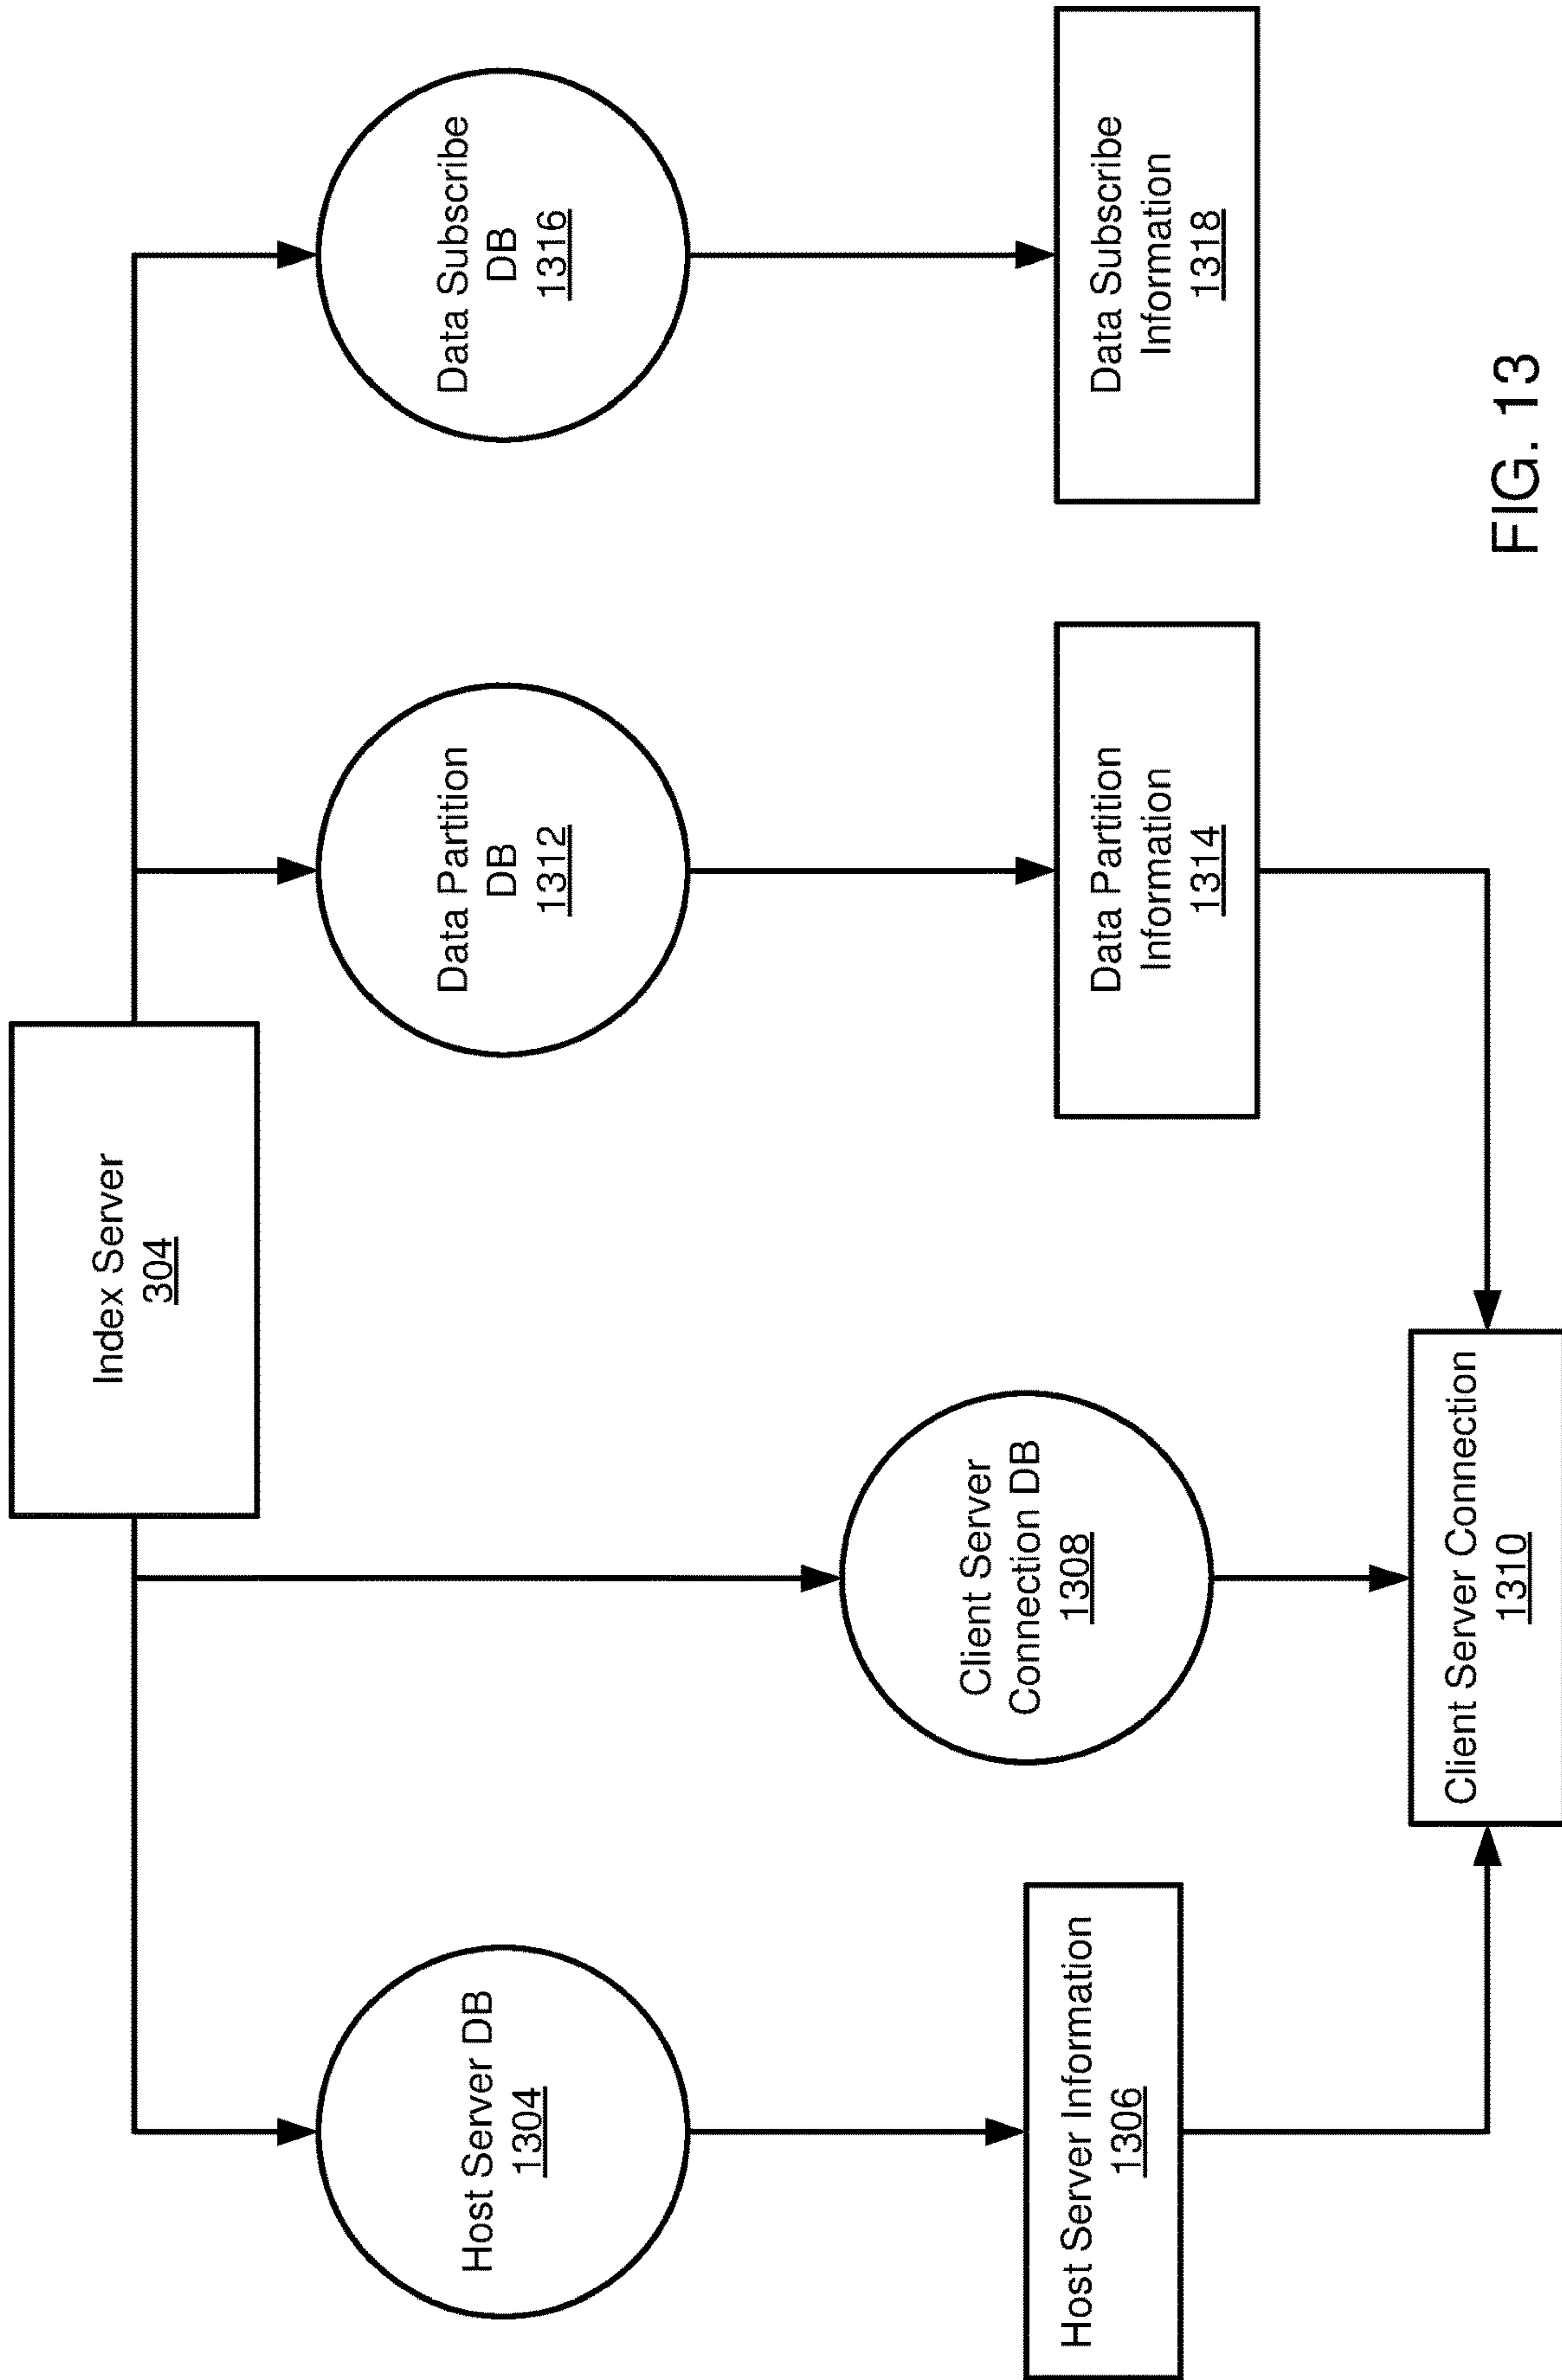 Index Server
304
Host Server DB
1304
Client Server
Connection DB
1308
Data Partition
DB
1312
Data Subscribe
DB
1316
Host Server Information
1306
Client Server Connection
1310
Data Partition
Information
1314
Data Subscribe
Information
1318
FIG. 13